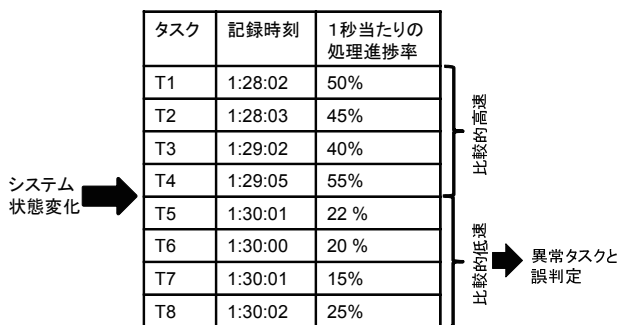 タスク 記録時刻 1秒当たりの
処理進捗率
T1 1:28:02 50%
T2 1:28:03 45%
T3 1:29:02 40%
T4 1:29:05 55%
T5 1:30:01 22 %
T6 1:30:00 20 %
T7 1:30:01 15%
T8 1:30:02 25%
システム
状態変化
比較的高速
比較的低速
異常タスクと
誤判定